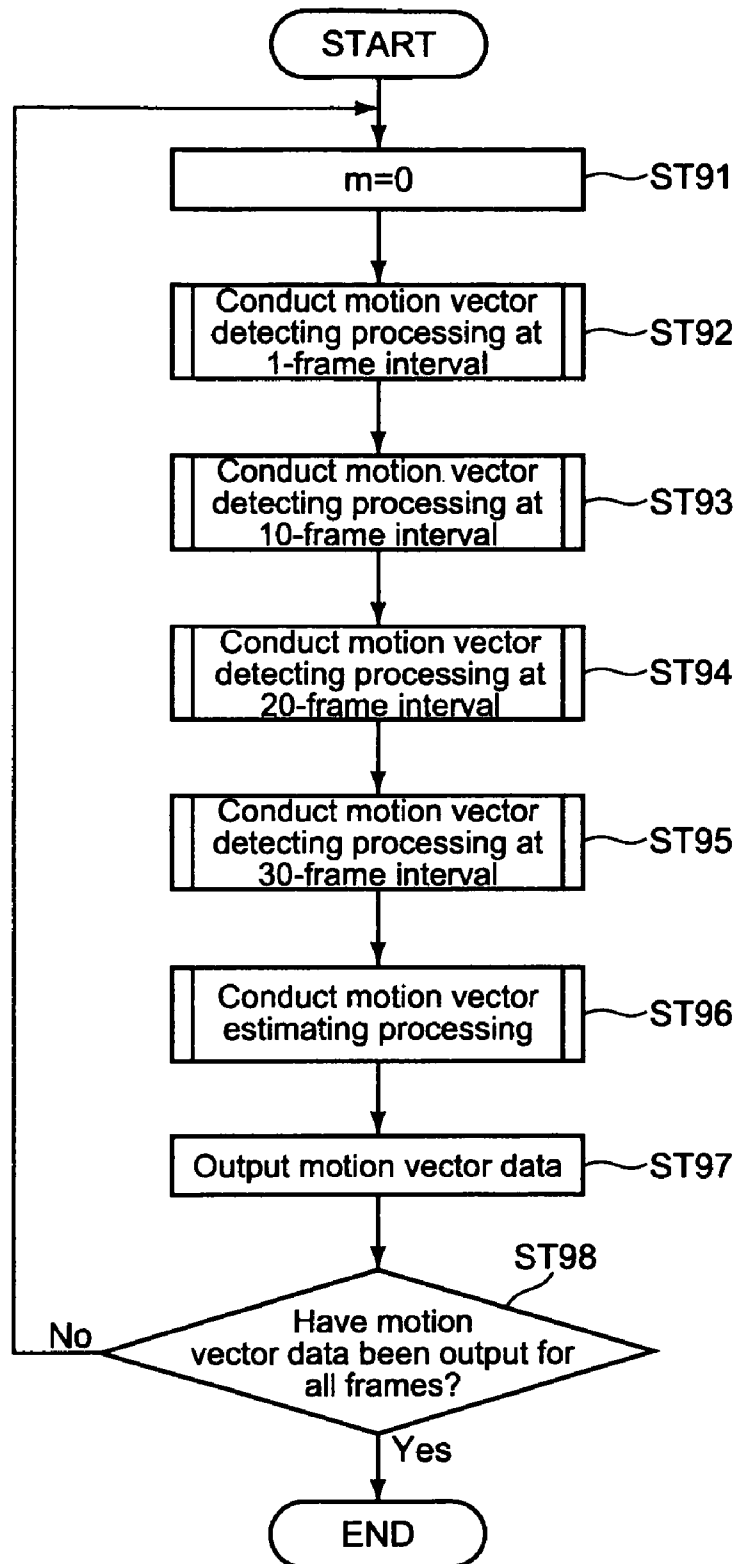 START
m=0
ST91
Conduct motion vector
detecting processing at
1-frame interval
ST92
Conduct motion vector
detecting processing at
10-frame interval
ST93
Conduct motion vector
detecting processing at
20-frame interval
ST94
Conduct motion vector
detecting processing at
30-frame interval
ST95
Conduct motion vector
estimating processing
ST96
Output motion vector data
ST97
ST98
Have motion
vector data been output for
all frames?
No
Yes
END